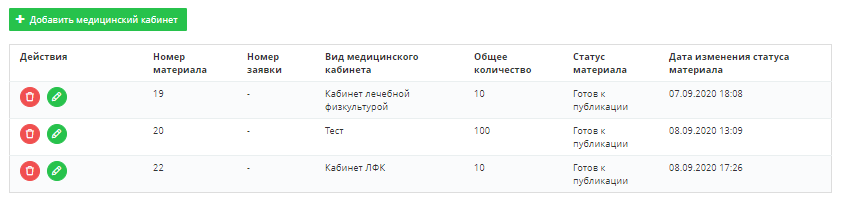 + Добавить медицинский кабинет
Действия Номер материала Номер заявки Вид медицинского кабинета Общее количество Статус материала Дата изменения статуса материала
19 - Кабинет лечебной физкультурой 10 Готов к публикации 07.09.2020 18:08
20 - Тест 100 Готов к публикации 08.09.2020 13:09
22 - Кабинет ЛФК 10 Готов к публикации 08.09.2020 17:26